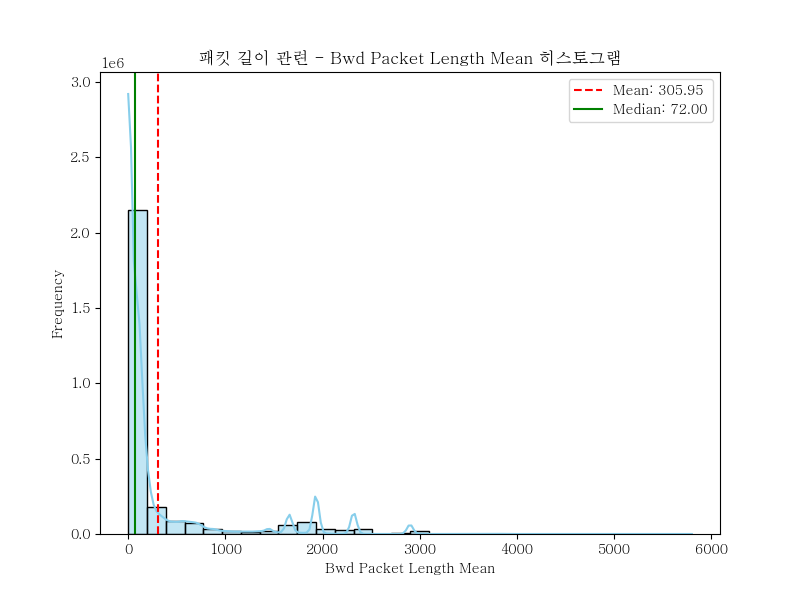 패킷 길이 관련 - Bwd Packet Length Mean 히스토그램
1e6
Mean: 305.95
Median: 72.00
3.0
2.5
2.0
1.5
1.0
0.5
0.0
Frequency
0 1000 2000 3000 4000 5000 6000
Bwd Packet Length Mean